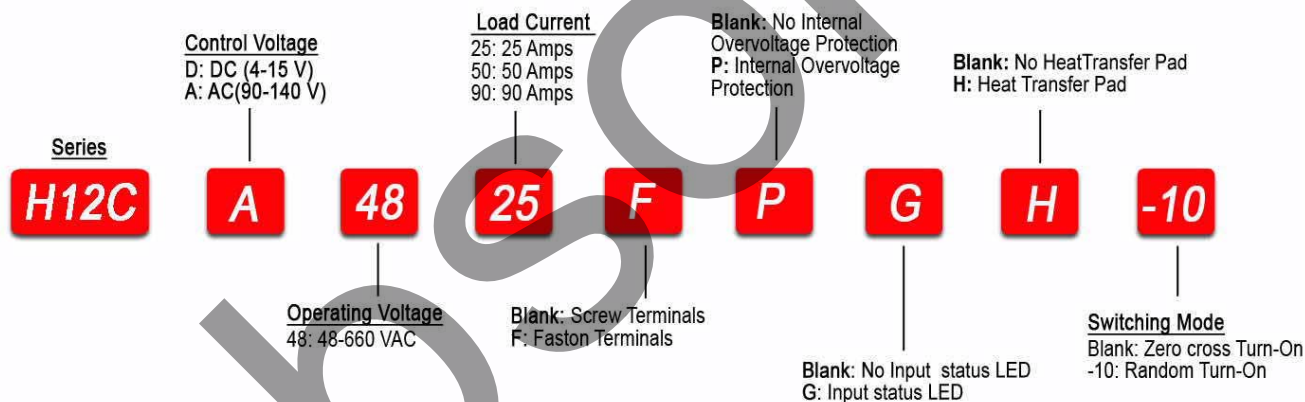 Control Voltage
D: DC (4-15 V)
A: AC(90-140 V)
Load Current
25: 25 Amps
50: 50 Amps
90: 90 Amps
Blank: No Internal
Overvoltage Protection
P: Internal Overvoltage
Protection
Blank: No HeatTransfer Pad
H: Heat Transfer Pad
Series
H12C A 48 25 F P G H -10
Operating Voltage
48: 48-660 VAC
Blank: Screw Terminals
F: Faston Terminals
Blank: No Input status LED
G: Input status LED
Switching Mode
Blank: Zero cross Turn-On
-10: Random Turn-On